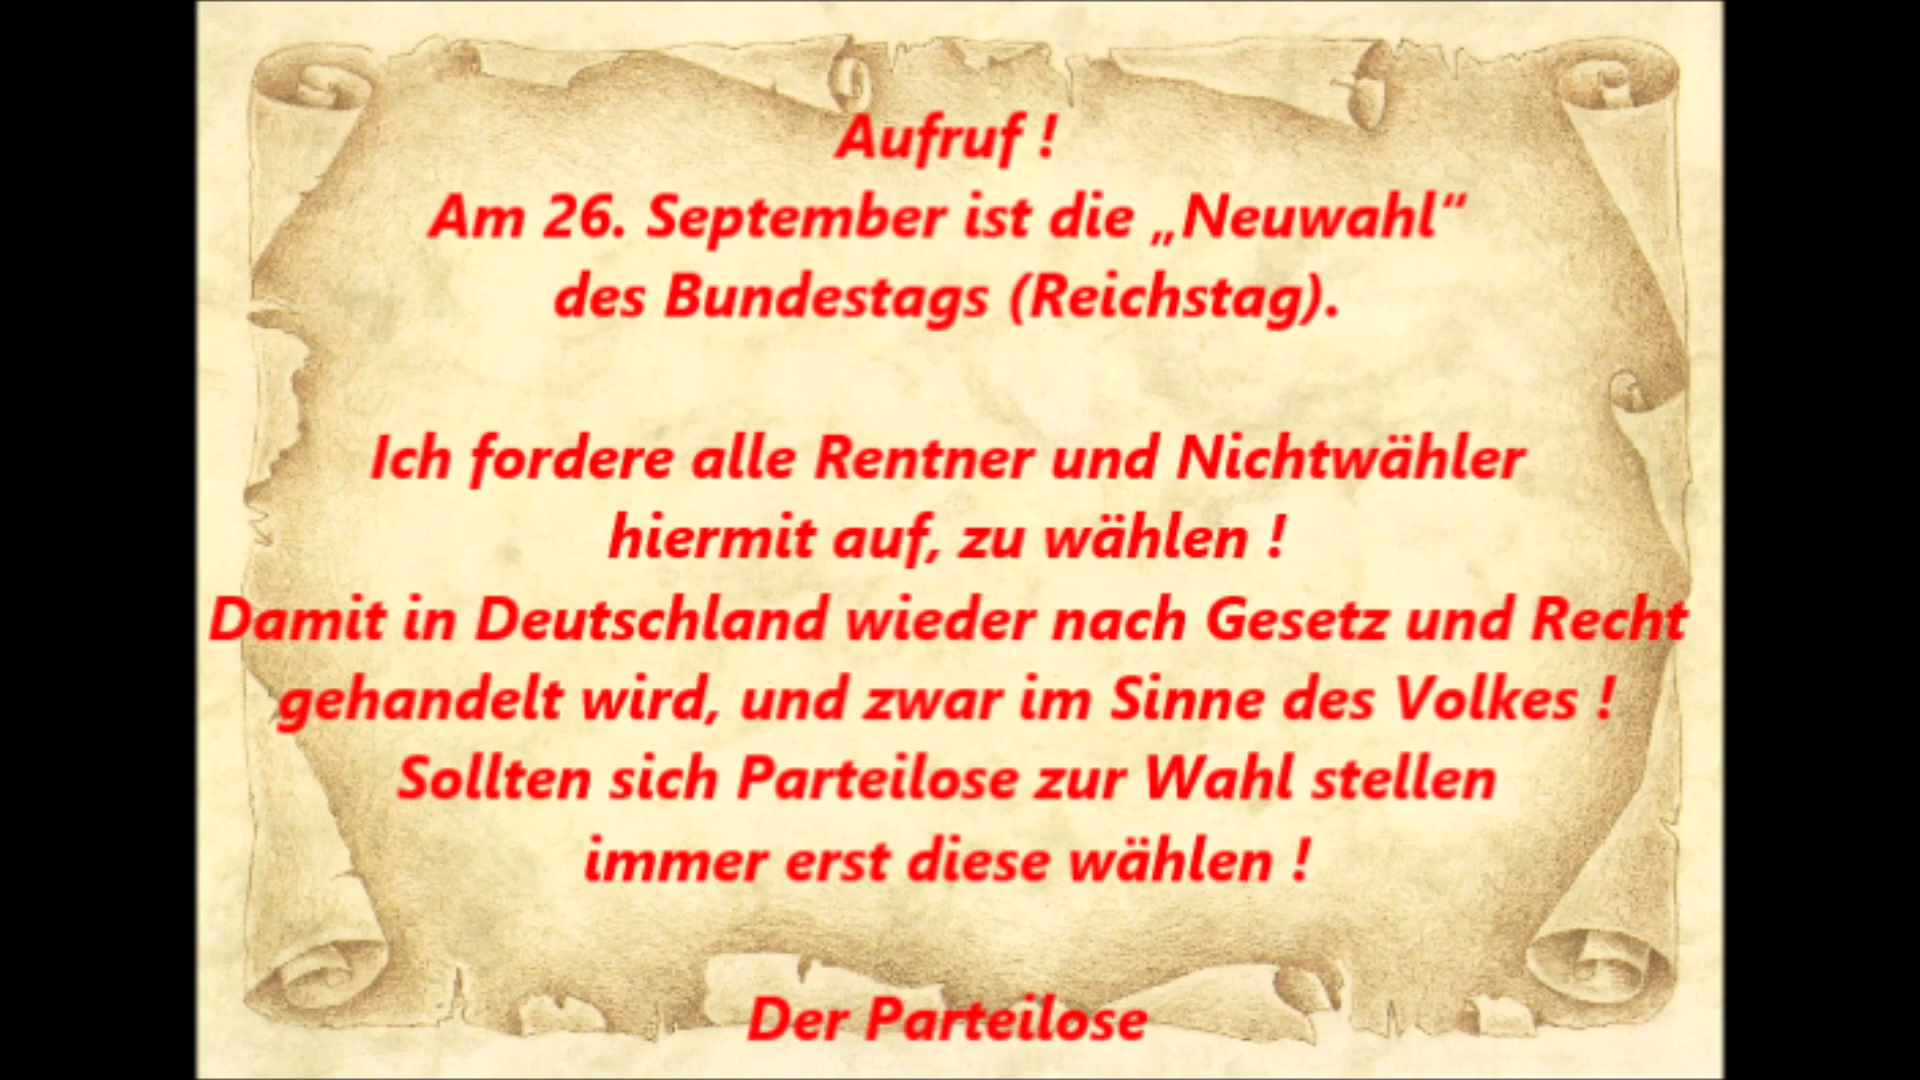 Aufruf !
Am 26. September ist die „Neuwahl“
des Bundestags (Reichstag).
Ich fordere alle Rentner und Nichtwähler
hiermit auf, zu wählen !
Damit in Deutschland wieder nach Gesetz und Recht
gehandelt wird, und zwar im Sinne des Volkes !
Sollten sich Parteilose zur Wahl stellen
immer erst diese wählen !
Der Parteilose